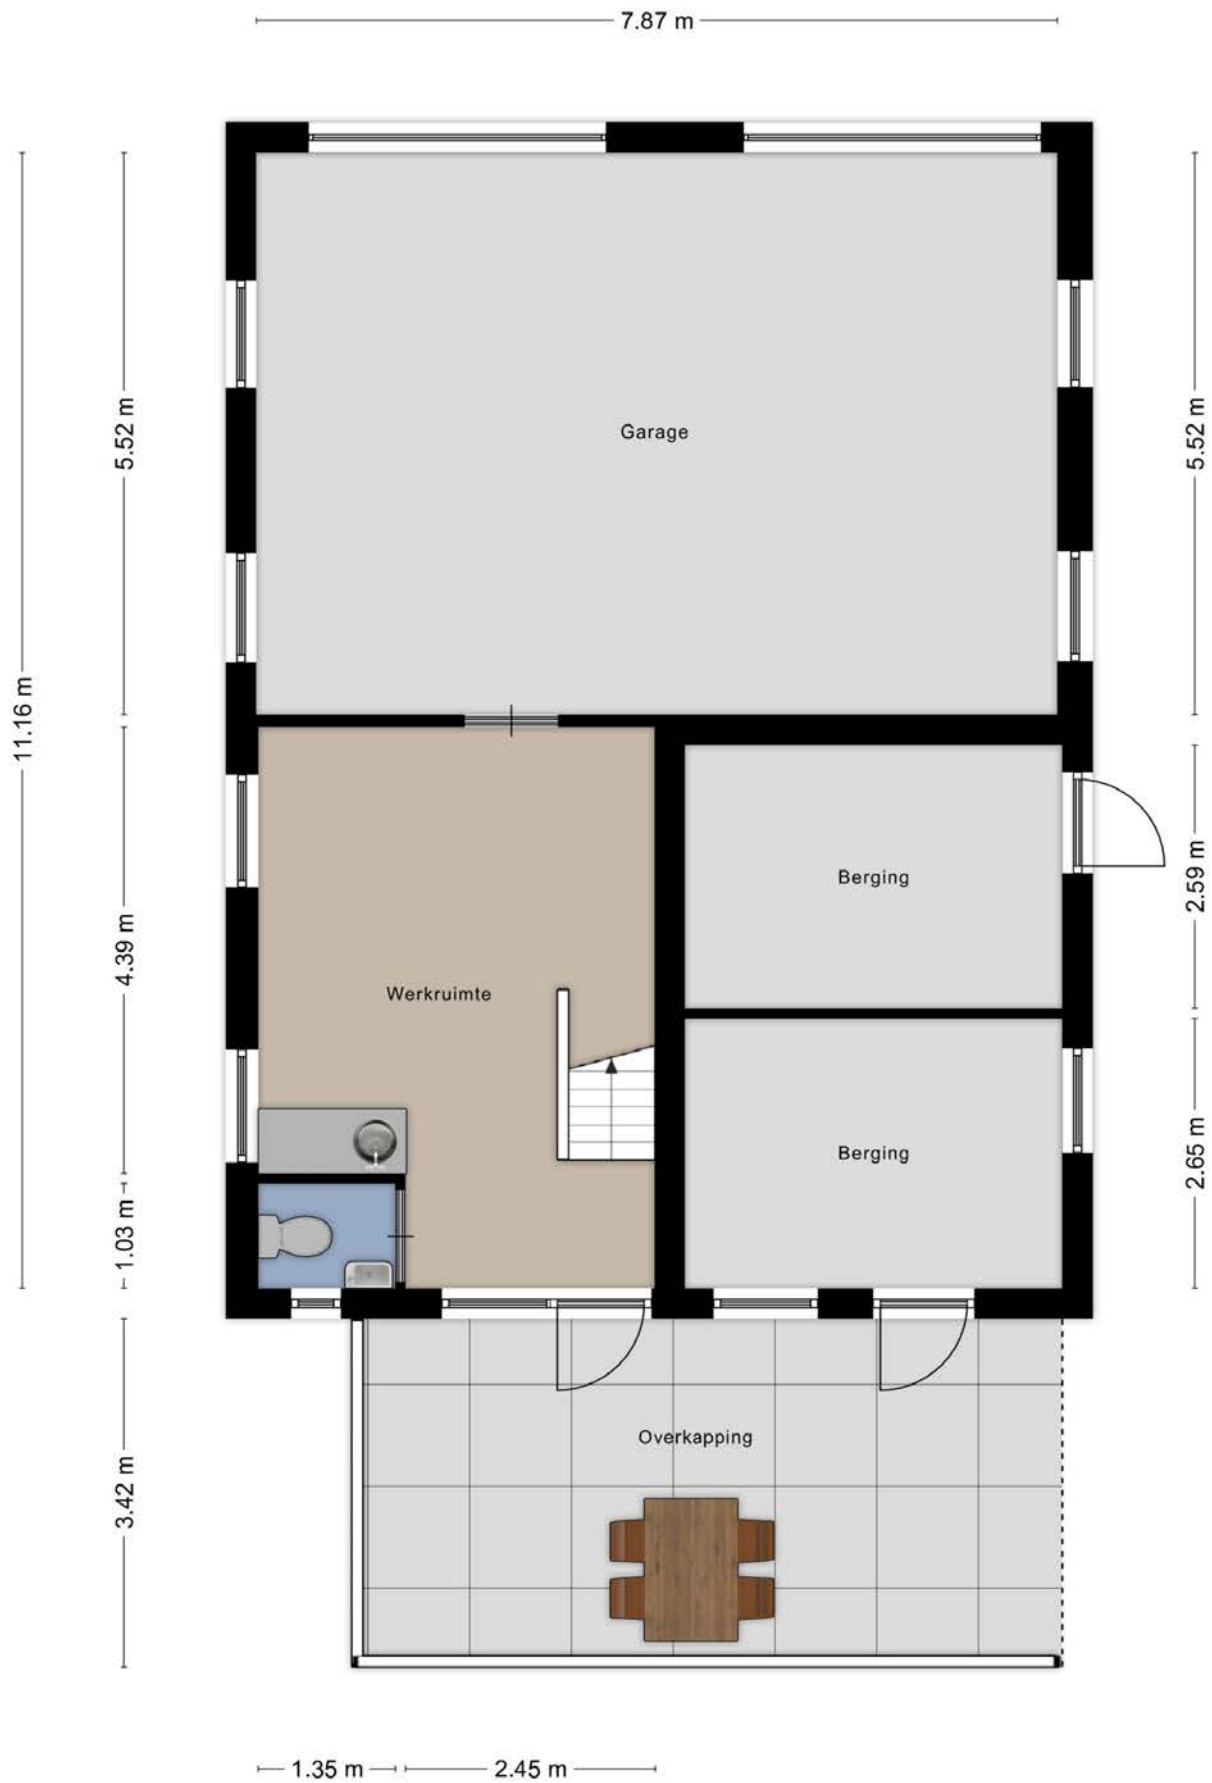 7.87 m
11.16 m
5.52 m
5.52 m
Garage
4.39 m
2.59 m
Berging
Werkruimte
Berging
2.65 m
1.03 m
Overkapping
3.42 m
1.35 m
2.45 m